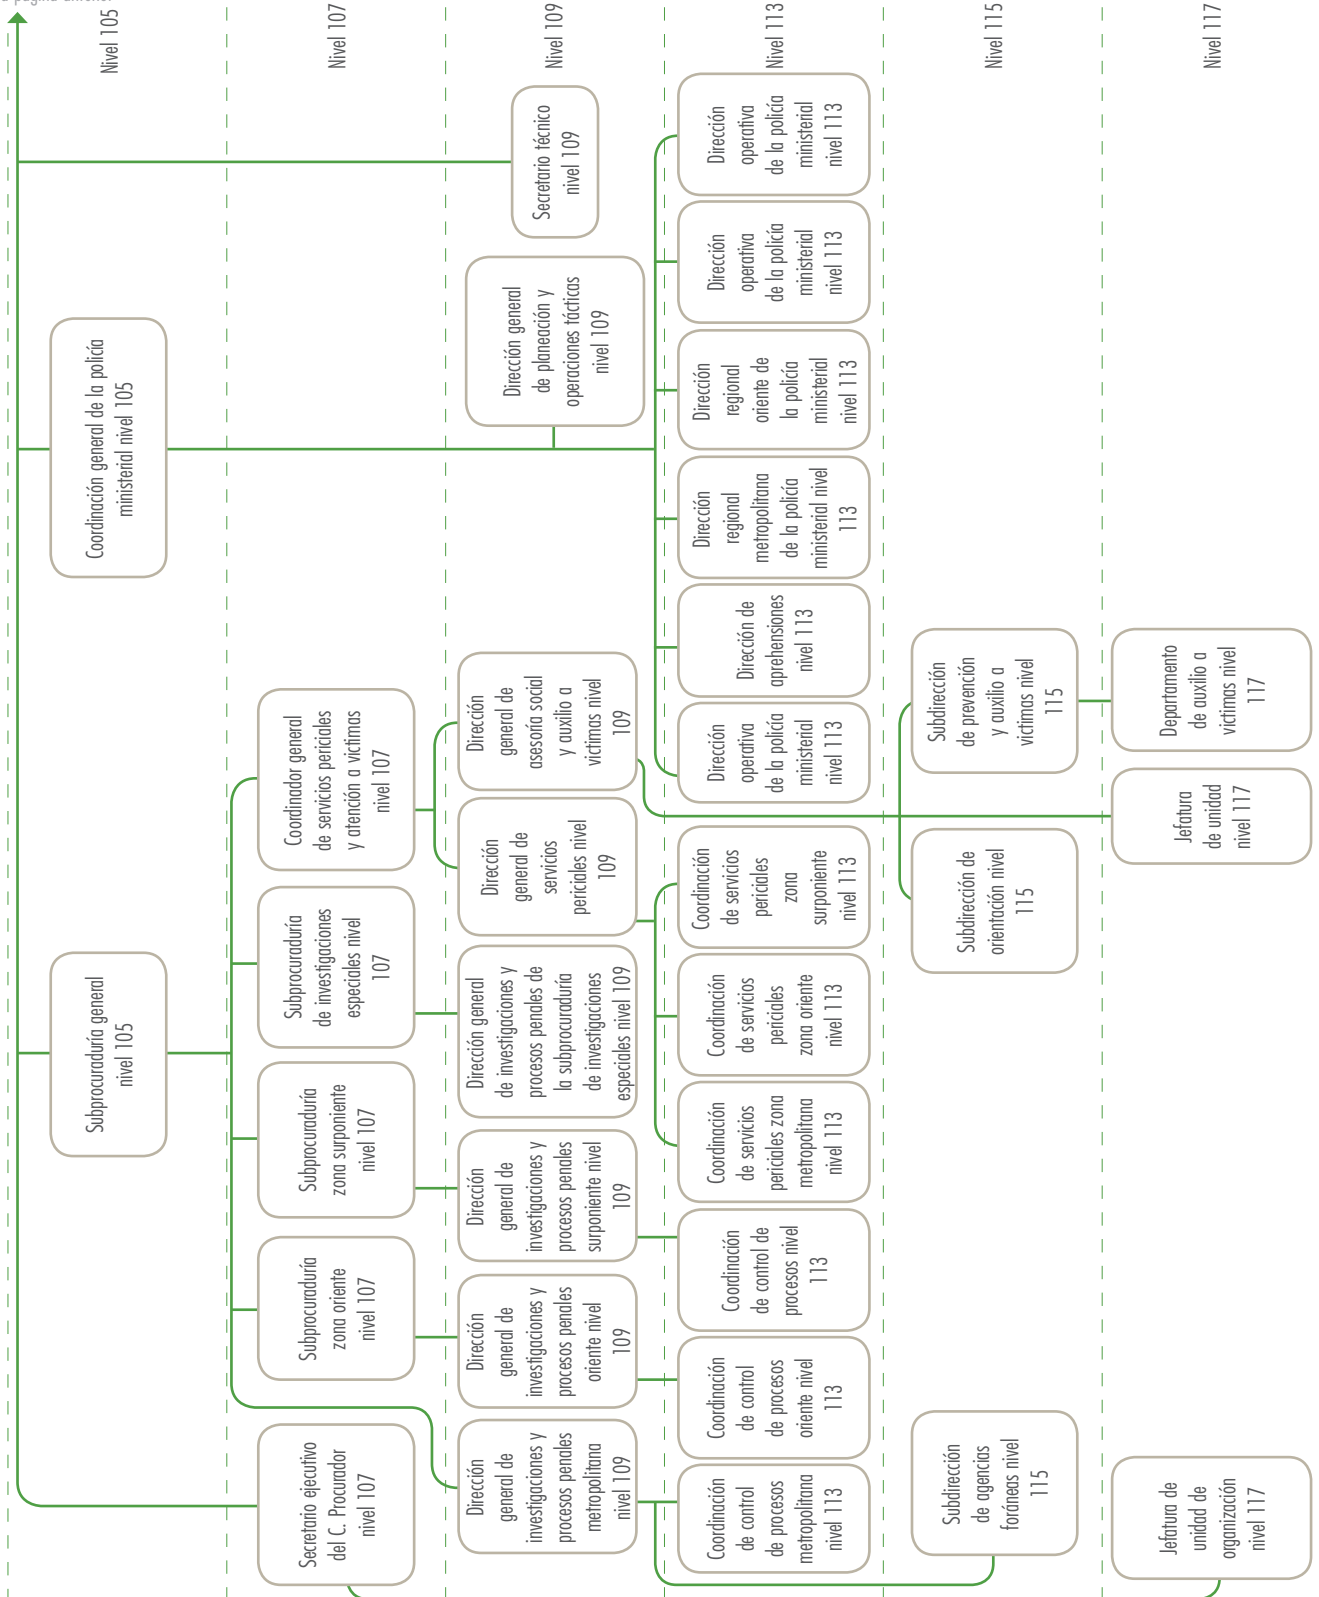 página anterior
Subprocuraduría general
nivel 105
Coordinación general de la policía
ministerial nivel 105
Nivel 105
Secretario ejecutivo
del C. Procurador
nivel 107
Subprocuraduría
zona oriente
nivel 107
Subprocuraduría
zona surponiente
nivel 107
Subprocuraduría
de investigaciones
especiales nivel
107
Coordinador general
de servicios periciales
y atención a víctimas
nivel 107
Nivel 107
Dirección
general de
investigaciones y
procesos penales
metropolitana
nivel 109
Dirección
general de
investigaciones y
procesos penales
oriente nivel
109
Dirección
general de
investigaciones y
procesos penales
surponiente nivel
109
Dirección general
de investigaciones y
procesos penales de
la subprocuraduría
de investigaciones
especiales nivel 109
Dirección
general de
servicios
periciales nivel
109
Dirección
general de
asesoría social
y auxilio a
víctimas nivel
109
Dirección general
de planeación y
operaciones tácticas
nivel 109
Secretario técnico
nivel 109
Nivel 109
Coordinación
de control
de procesos
metropolitana
nivel 113
Coordinación
de control
de procesos
oriente nivel
113
Coordinación
de control de
procesos nivel
113
Coordinación
de servicios
periciales zona
metropolitana
nivel 113
Coordinación
de servicios
periciales
zona oriente
nivel 113
Coordinación
de servicios
periciales
zona
surponiente
nivel 113
Dirección
operativa
de la policía
ministerial
nivel 113
Dirección de
aprehensiones
nivel 113
Dirección
regional
metropolitana
de la policía
ministerial nivel
113
Dirección
regional
oriente de
la policía
ministerial
nivel 113
Dirección
operativa
de la policía
ministerial
nivel 113
Dirección
operativa
de la policía
ministerial
nivel 113
Nivel 113
Subdirección
de agencias
foráneas nivel
115
Subdirección de
orientación nivel
115
Subdirección
de prevención
y auxilio a
víctimas nivel
115
Nivel 115
Jefatura de
unidad de
organización
nivel 117
Jefatura
de unidad
nivel 117
Departamento
de auxilio a
víctimas nivel
117
Nivel 117